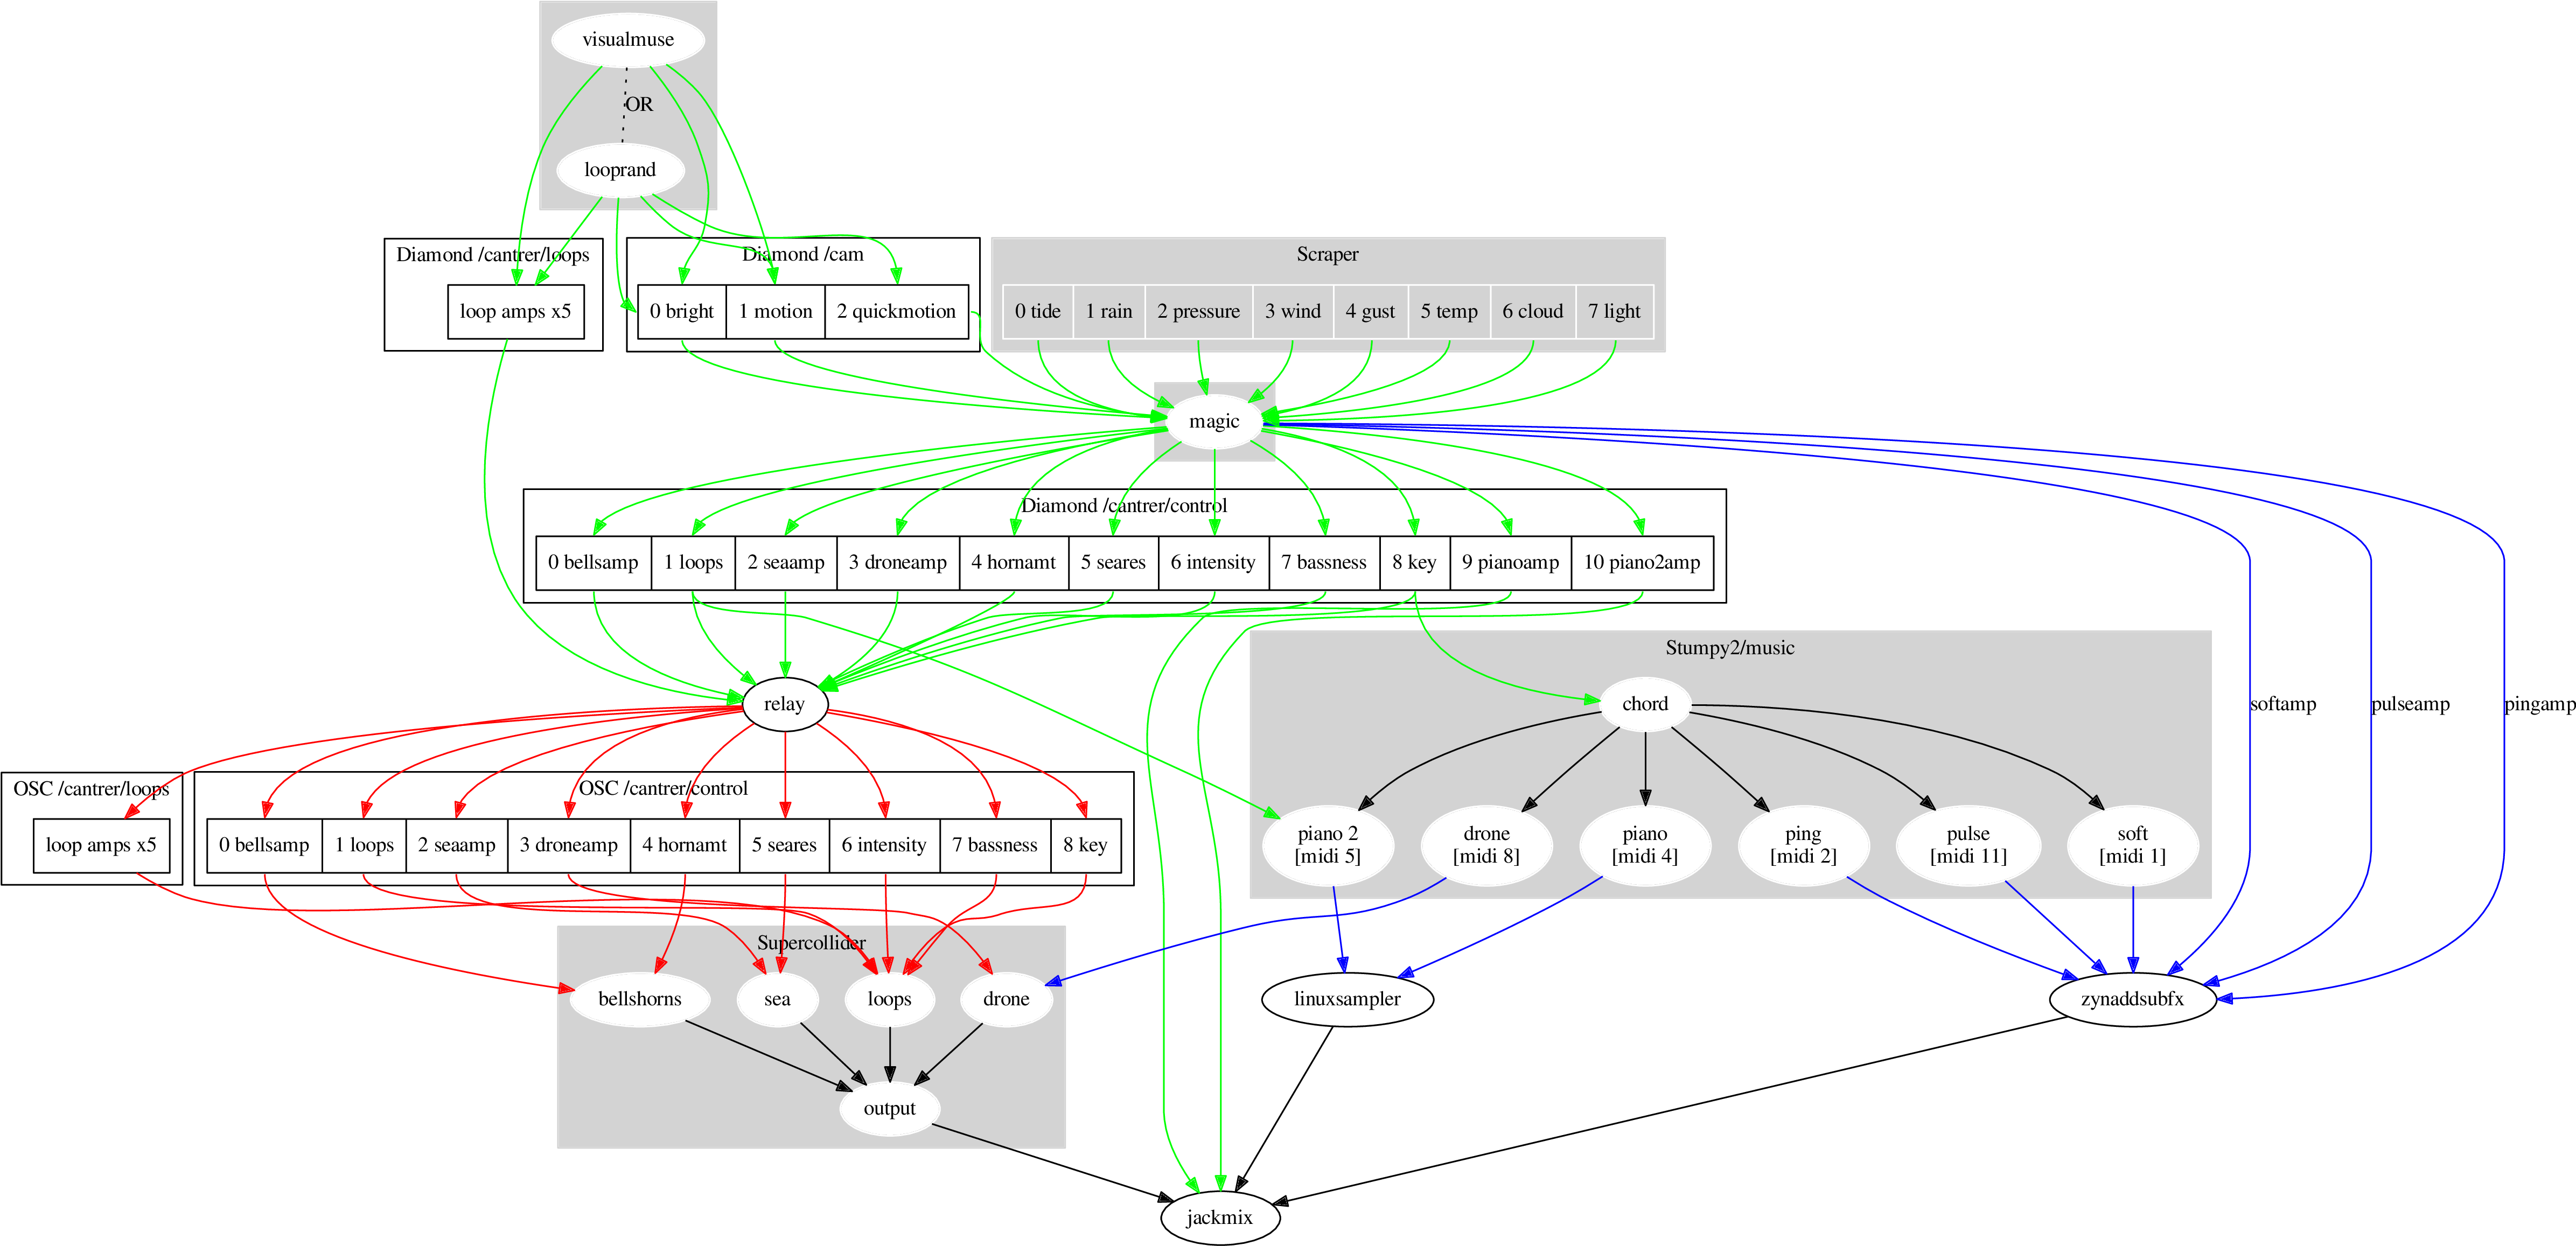 visualmuse
OR
looprand
Diamond /cantrer/loops
loop amps x5
Diamond /cam
0 bright
1 motion
2 quickmotion
Scraper
0 tide
1 rain
2 pressure
3 wind
4 gust
5 temp
6 cloud
7 light
magic
Diamond /cantrer/control
0 bellsamp
1 loops
2 seaamp
3 droneamp
4 hornamt
5 seares
6 intensity
7 bassness
8 key
9 pianoamp
10 piano2amp
Stumpy2/music
relay
chord
softamp
pulseamp
pingamp
OSC /cantrer/loops
loop amps x5
OSC /cantrer/control
0 bellsamp
1 loops
2 seaamp
3 droneamp
4 hornamt
5 seares
6 intensity
7 bassness
8 key
piano 2
[midi 5]
drone
[midi 8]
piano
[midi 4]
ping
[midi 2]
pulse
[midi 11]
soft
[midi 1]
Supercollider
bellshorns
sea
loops
drone
linuxsampler
zynaddsubfx
output
jackmix